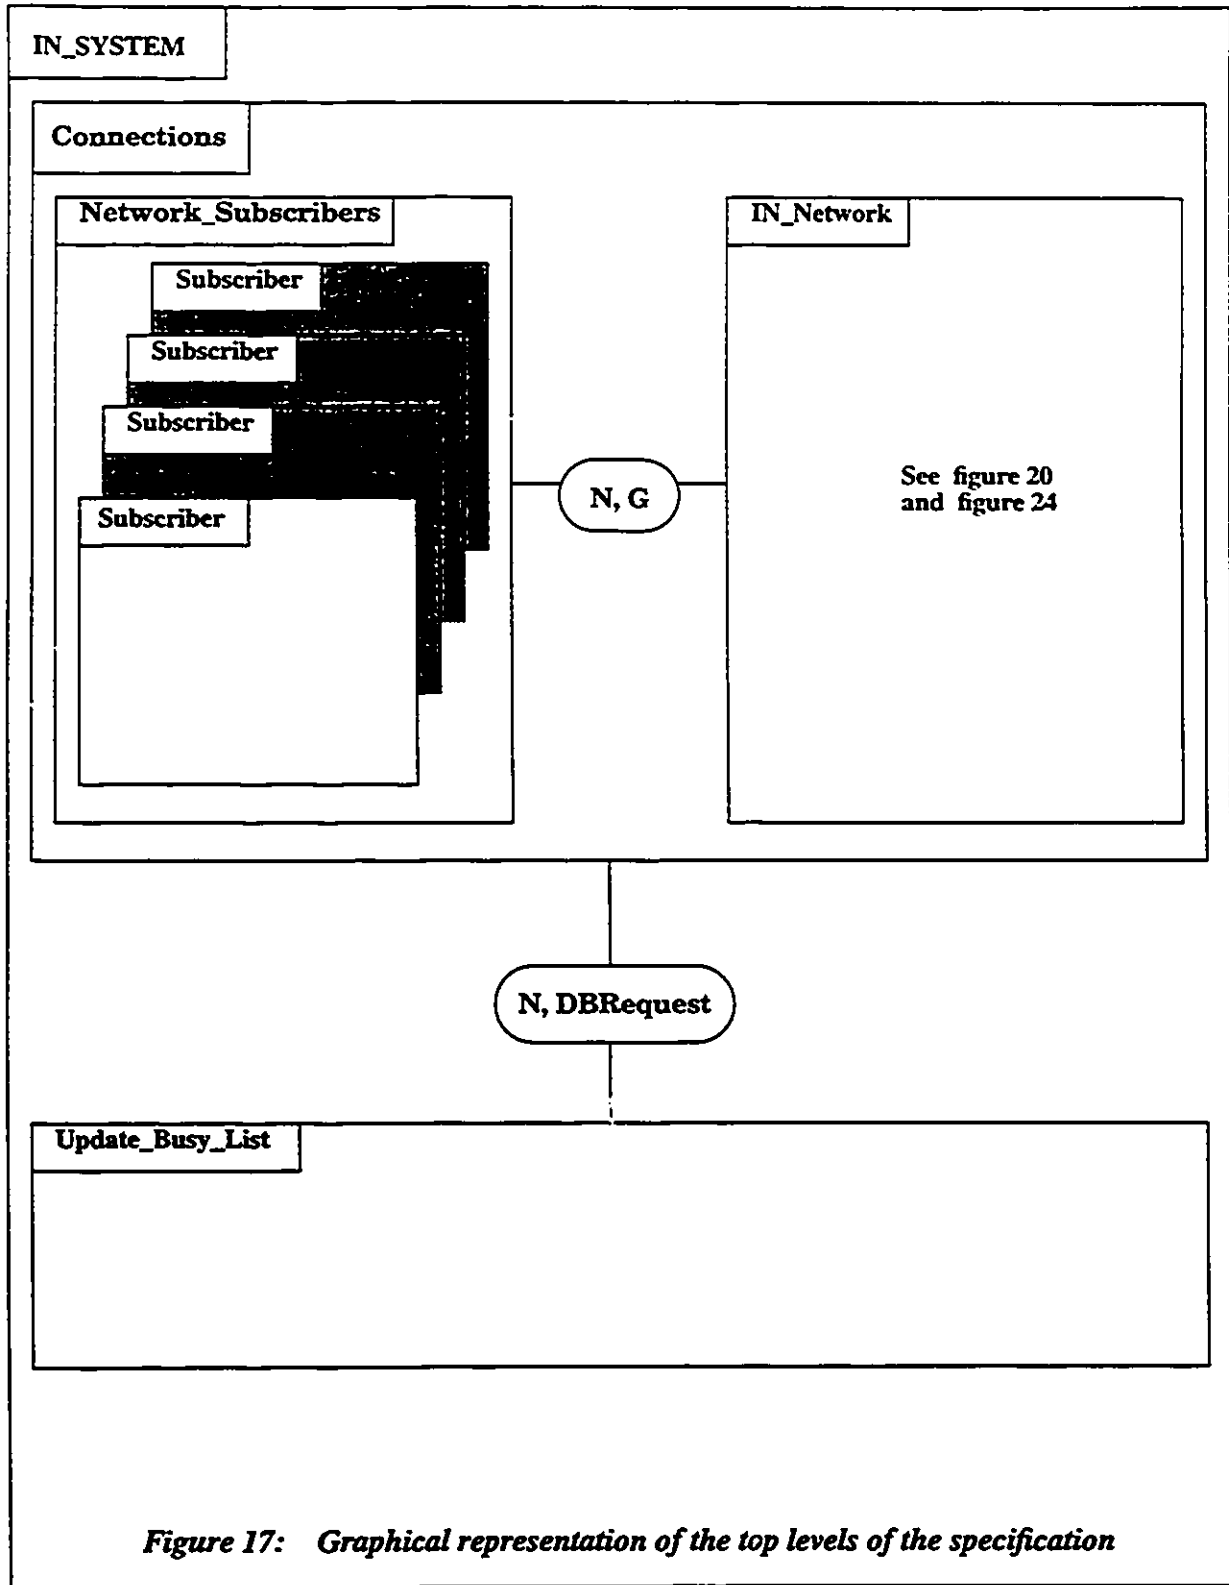 IN_SYSTEM
Connections
Network_Subscribers
IN_Network
Subscriber
Subscriber
Subscriber
Subscriber
N, G
See figure 20
and figure 24
N, DBRequest
Update_Busy_List
Figure 17: Graphical representation of the top levels of the specification